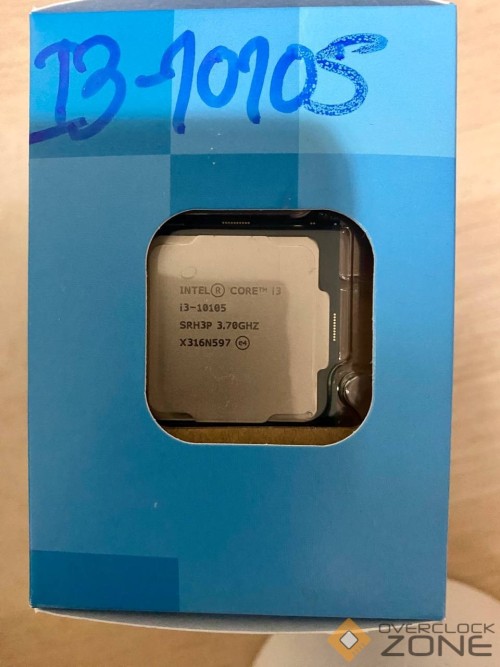 I3-10105
INTEL Ⓡ CORE™ i3
i3-10105
SRH3P 3.70GHZ
X316N597 e4
OVERCLOCK
ZONE